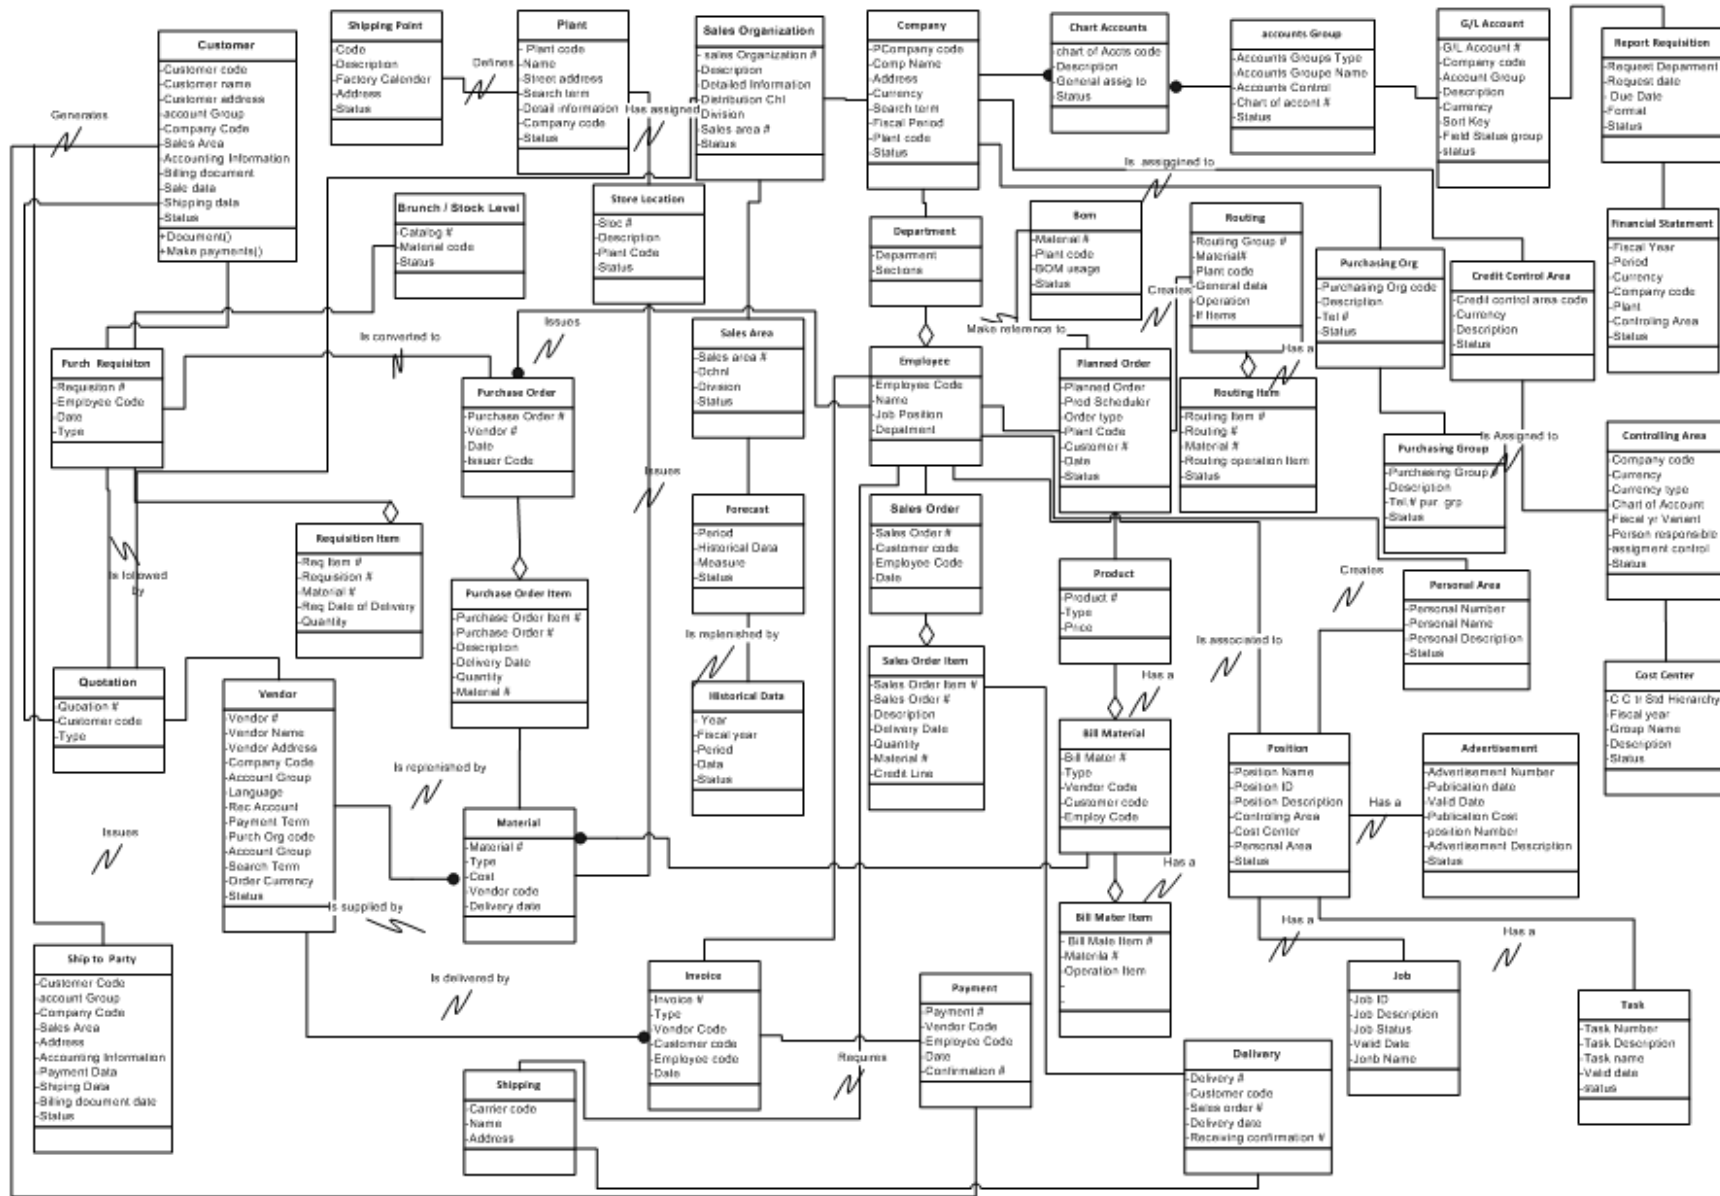 Customer
-Customer code
-Customer name
-Customer address
-account Group
-Company Code
-Sales Area
-Accounting Information
-Billing document
-Sale data
-Shipping data
-Status
+Document()
+Make payments()
Shipping Point
-Code
-Description
-Factory Calender
-Address
-Status
Defines
Plant
- Plant code
-Name
-Street address
-Search term
-Detail information
-Company code
-Status
Has assigned
Sales Organization
- sales Organization #
-Description
-Detailed Information
-Distribution Chl
-Division
-Sales area #
-Status
Company
-PCompany code
-Comp Name
-Address
-Currency
-Search term
-Fiscal Period
-Plant code
-Status
Chart Accounts
-chart of Accts code
-Description
-General assig to
-Status
accounts Group
-Accounts Groups Type
-Accounts Groupe Name
-Accounts Control
-Chart of accont #
-Status
G/L Account
-G/L Account #
-Company code
-Account Group
-Description
-Currency
-Sort Key
-Field Status group
-status
Report Requisition
-Request Deparment
-Request date
- Due Date
-Format
-Status
Generates
Is assiggined to
Brunch / Stock Level
-Catalog #
-Material code
-Status
Store Location
-Sloc #
-Description
-Plant Code
-Status
Department
-Deparment
-Sections
Bom
-Material #
-Plant code
-BOM usage
-Status
Make reference to
Creates
Routing
-Routing Group #
-Material#
-Plant code
-General data
-Operation
-If Items
Has a
Purchasing Org
-Purchasing Org code
-Description
-Tel #
-Status
Credit Control Area
-Credit control area code
-Currency
-Description
-Status
Financial Statement
-Fiscal Year
-Period
-Currency
-Company code
-Plant
-Controling Area
-Status
Is converted to
Issues
Purch Requisiton
-Requisiton #
-Employee Code
-Date
-Type
Purchase Order
-Purchase Order #
-Vendor #
-Date
-Issuer Code
Sales Area
-Sales area #
-Dchnl
-Division
-Status
Employee
-Employee Code
-Name
-Job Position
-Depatment
Planned Order
-Planned Order
-Pred Scheduler
-Order type
-Plant Code
-Customer #
-Date
-Status
Routing Item
-Routing Item #
-Routing #
-Material #
-Routing operation Item
-Status
Purchasing Group
-Purchasing Group #
-Description
-Tel.# pur. grp
-Status
Is Assigned to
Controlling Area
-Company code
-Currency
-Currency type
-Chart of Account
-Fiscal yr Variant
-Person responsible
-assigment control
-Status
Issues
Requisition Item
-Req Item #
-Requisition #
-Material #
-Req Date of Delivery
-Quantity
Is followed
by
Forecast
-Period
-Historical Data
-Measure
-Status
Sales Order
-Sales Order #
-Customer code
-Employee Code
-Date
Product
-Product #
-Type
-Price
Creates
Personal Area
-Personal Number
-Personal Name
-Personal Description
-Status
Purchase Order Item
-Purchase Order Item #
-Purchase Order #
-Description
-Delivery Date
-Quantity
-Material #
Is replenished by
Is associated to
Quotation
-Quoation #
-Customer code
-Type
Vendor
-Vendor #
-Vendor Name
-Vendor Address
-Company Code
-Account Group
-Language
-Rec Account
-Payment Term
-Purch Org code
-Account Group
-Search Term
-Order Currency
-Status
Historical Data
- Year
-Fiscal year
-Period
-Data
-Status
Sales Order Item
-Sales Order Item #
-Sales Order #
-Description
-Delivery Date
-Quantity
-Material #
-Credit Line
Has a
Cost Center
-C C tr Std Hierarchy
-Fiscal year
-Group Name
-Description
-Status
Bill Material
-Bill Mater #
-Type
-Vendor Code
-Customer code
-Employ Code
Position
-Position Name
-Position ID
-Position Description
-Controling Area
-Cost Center
-Personal Area
-Status
Has a
Advertisement
-Advertisement Number
-Publication date
-Valid Date
-Publication Cost
-position Number
-Advertisement Description
-Status
Is replenished by
Material
-Material #
-Type
-Cost
-Vendor code
-Delivery date
Issues
Is supplied by
Has a
Bill Mater Item
- Bill Mate Item #
-Materila #
-Operation Item
-
-
Has a
Has a
Ship to Party
-Customer Code
-account Group
-Company Code
-Sales Area
-Address
-Accounting Information
-Payment Data
-Shiping Data
-Billing document date
-Status
Is delivered by
Invoice
-Invoice #
-Type
-Vendor Code
-Customer code
-Employee code
-Date
Payment
-Payment #
-Vendor Code
-Employee Code
-Date
-Confirmation #
Requires
Job
-Job ID
-Job Description
-Job Status
-Valid Date
-Jonb Name
Task
-Task Number
-Task Description
-Task name
-Valid date
-status
Shipping
-Carrier code
-Name
-Address
Delivery
-Delivery #
-Customer code
-Sales order #
-Delivery date
-Receiving confirmation #